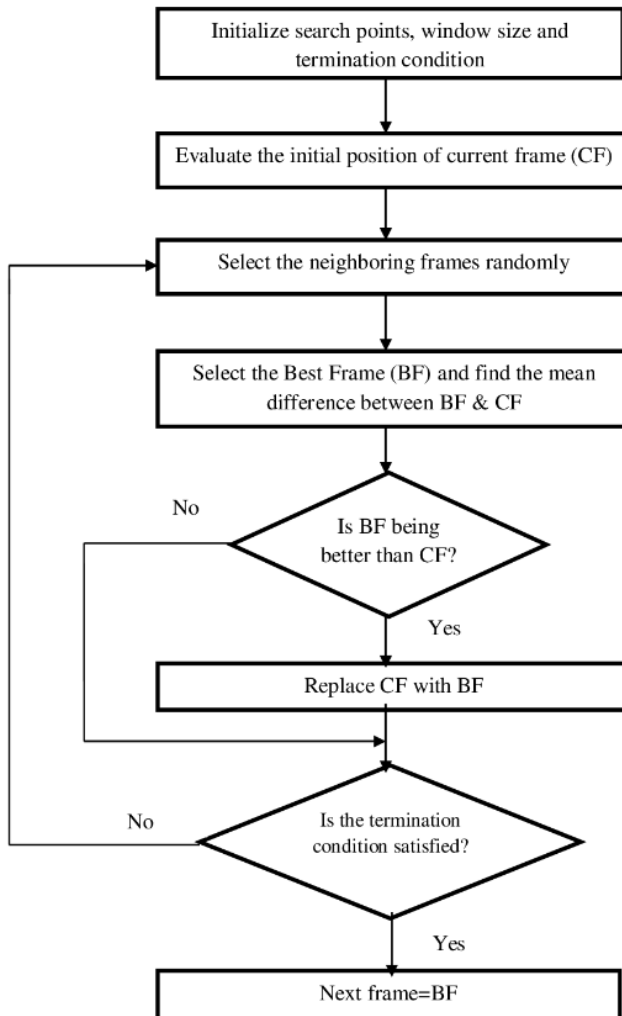 Initialize search points, window size and
termination condition
Evaluate the initial position of current frame (CF)
Select the neighboring frames randomly
Select the Best Frame (BF) and find the mean
difference between BF & CF
No
Is BF being
better than CF?
Yes
Replace CF with BF
No
Is the termination
condition satisfied?
Yes
Next frame=BF